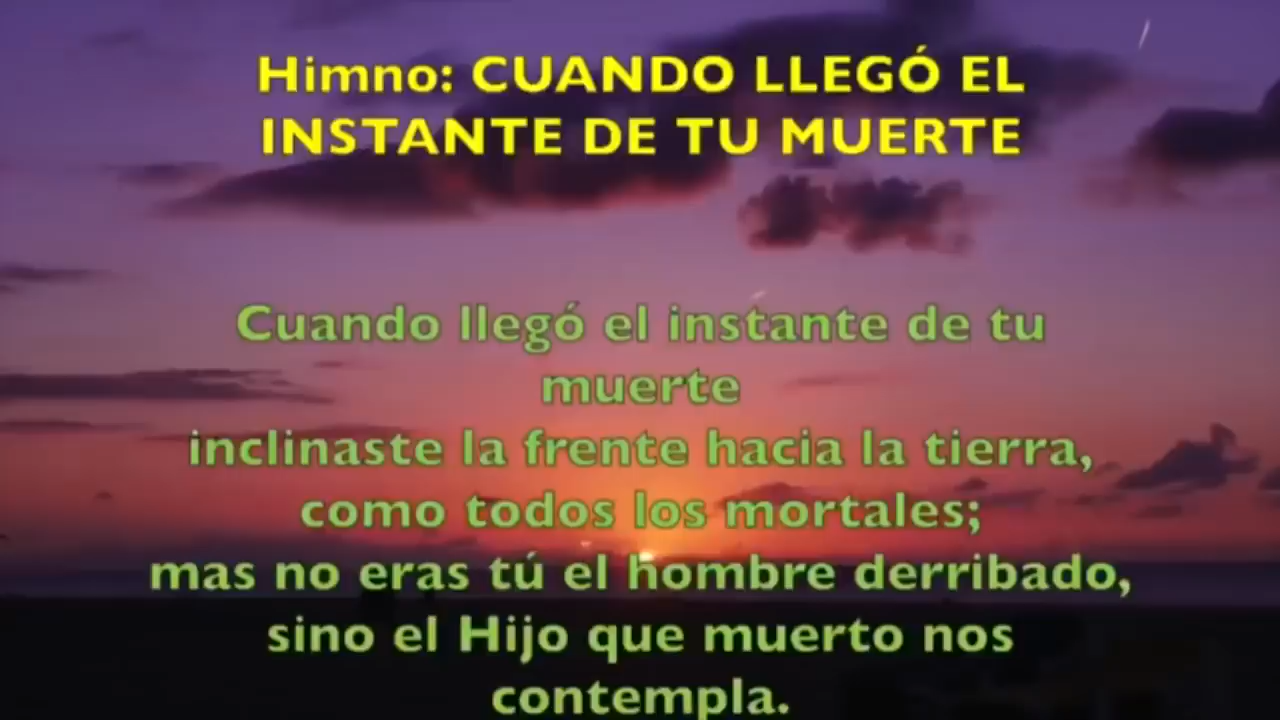 Himno: CUANDO LLEGÓ EL
INSTANTE DE TU MUERTE
Cuando llegó el instante de tu
muerte
inclinaste la frente hacia la tierra,
como todos los mortales;
mas no eras tú el hombre derribado,
sino el Hijo que muerto nos
contempla.